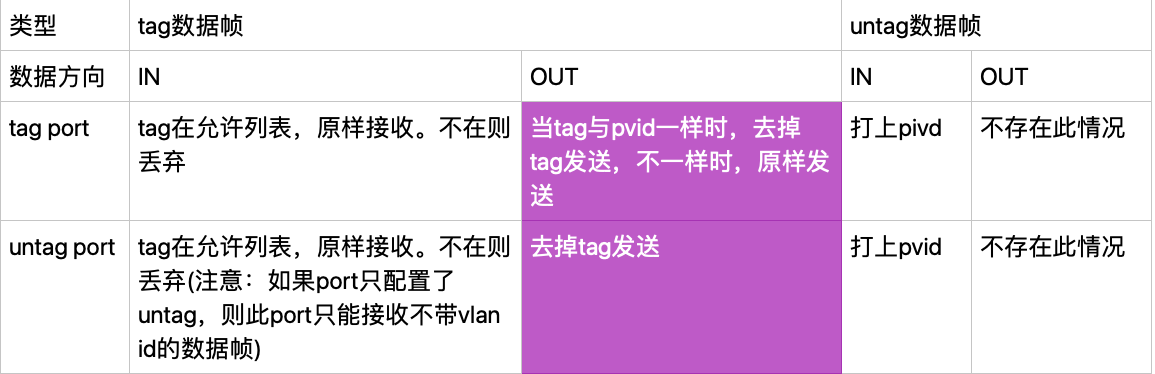 类型 tag数据帧 untag数据帧
数据方向 IN OUT IN OUT
tag port
tag在允许列表，原样接收。不在则
丢弃
当tag与pvid一样时，去掉
tag发送，不一样时，原样发
送
打上pivd
不存在此情况
untag port
tag在允许列表，原样接收。不在则
丢弃(注意：如果port只配置了
untag，则此port只能接收不带vlan
id的数据帧)
去掉tag发送
打上pvid
不存在此情况